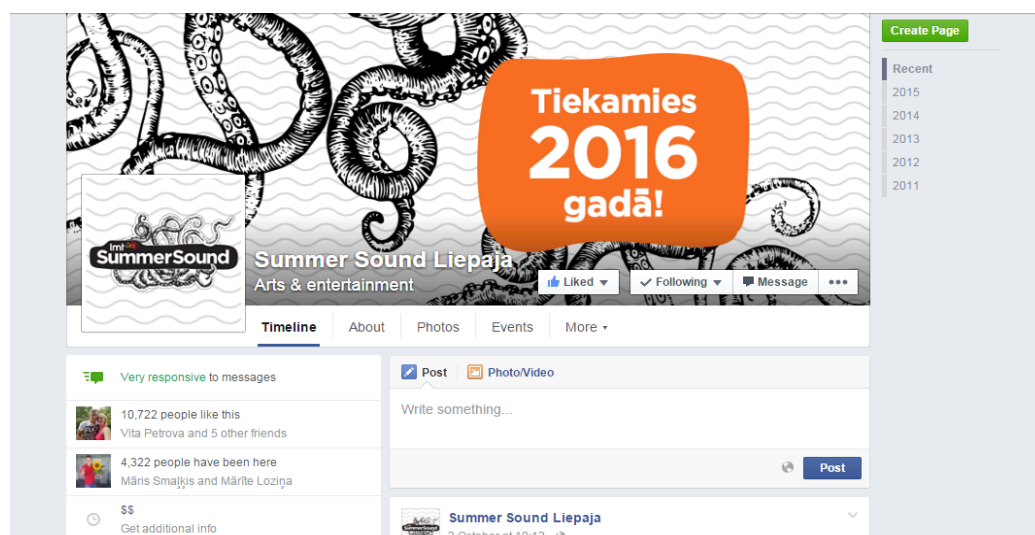 Create Page
Recent
2015
2014
2013
2012
2011
Tiekamies
2016
gadā!
lmt
SummerSound
Summer Sound Liepaja
Arts & entertainment
Liked
Following
Message
Timeline
About
Photos
Events
More
Very responsive to messages
10,722 people like this
Vita Petrova and 5 other friends
4,322 people have been here
Māris Smaļķis and Mārīte Loziņa
$$
Get additional info
Post
Photo/Video
Write something...
Post
Summer Sound Liepaja